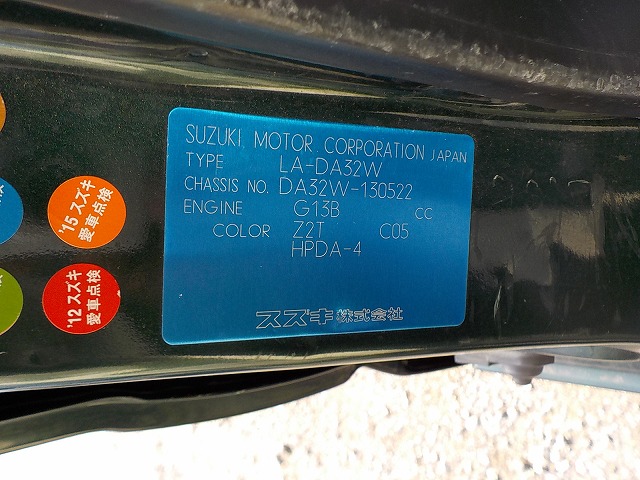 SUZUKI MOTOR CORPORATION JAPAN
TYPE LA-DA32W
CHASSIS NO. DA32W-130522
ENGINE G13B CC
COLOR Z2T C05
HPDA-4
スズキ株式会社
'15 スズキ
愛車点検
'12 スズキ
愛車点検